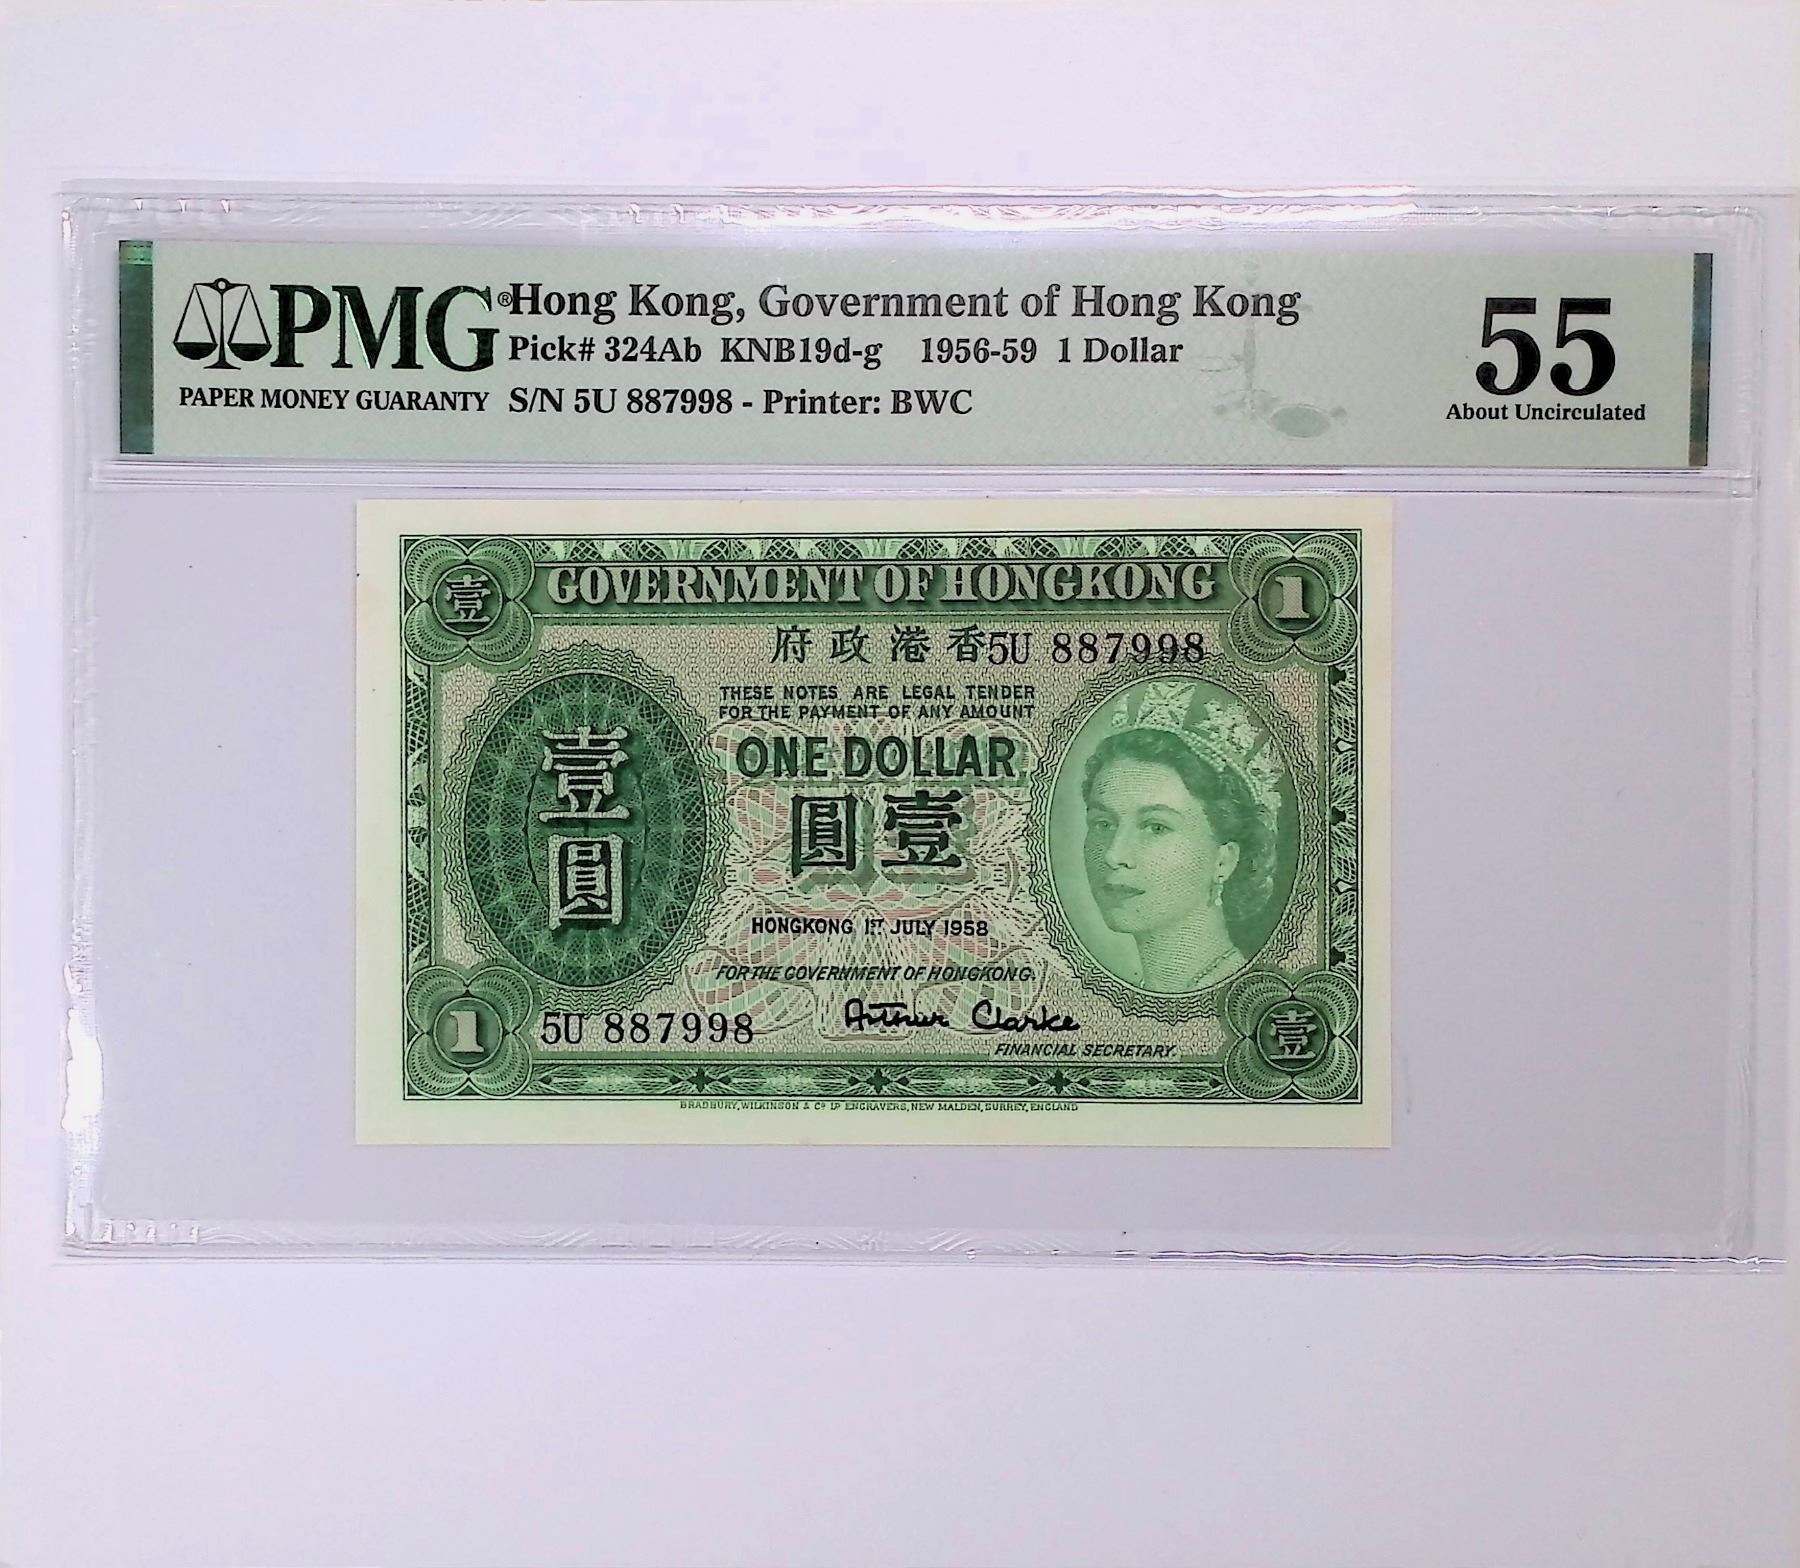 PMG®
PAPER MONEY GUARANTY
Hong Kong, Government of Hong Kong
Pick# 324Ab KNB19d-g 1956-59 1 Dollar
S/N 5U 887998 - Printer: BWC
55
About Uncirculated
壹
GOVERNMENT OF HONGKONG
1
府政港香
5U 887998
THESE NOTES ARE LEGAL TENDER
FOR THE PAYMENT OF ANY AMOUNT
壹圓
ONE DOLLAR
圓壹
HONGKONG 1ST JULY 1958
FOR THE GOVERNMENT OF HONGKONG.
1
5U 887998
Arthur Clarke
FINANCIAL SECRETARY.
壹
BRADBURY, WILKINSON & Co LD ENGRAVERS, NEW MALDEN, SURREY, ENGLAND